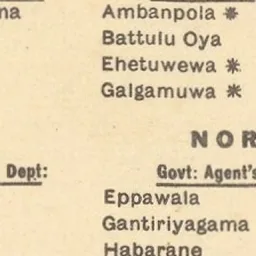 na
Ambanpola *
Battulu Oya
Ehetuwewa *
Galgamuwa *
NOR
Dept:
Govt: Agent's
Eppawala
Gantiriyagama
Habarane